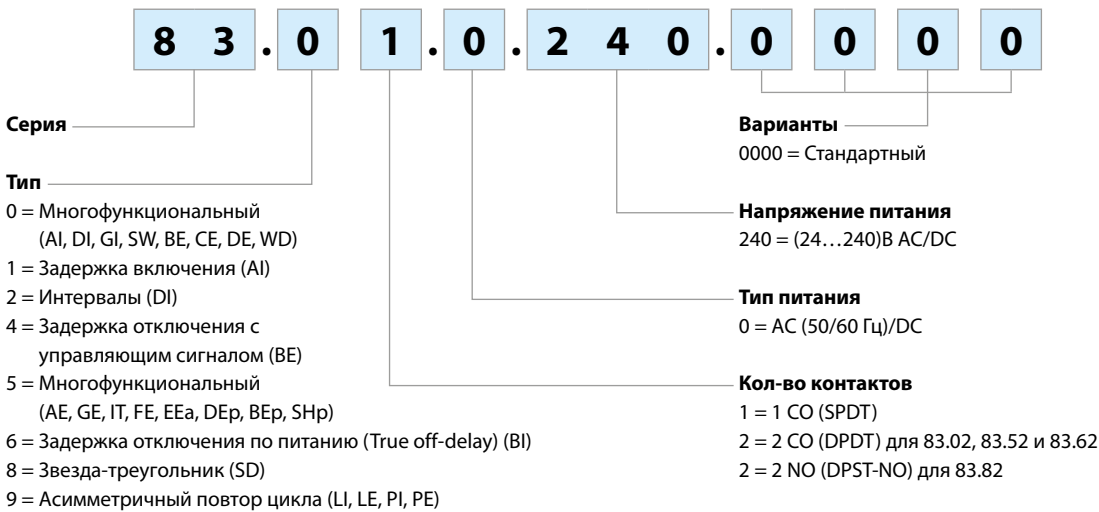 8 3 . 0 1 . 0 . 2 4 0 . 0 0 0 0
Серия
Тип
0 = Многофункциональный
(AI, DI, GI, SW, BE, CE, DE, WD)
1 = Задержка включения (AI)
2 = Интервалы (DI)
4 = Задержка отключения с
управляющим сигналом (BE)
5 = Многофункциональный
(AE, GE, IT, FE, EEa, DEp, BEp, SHp)
6 = Задержка отключения по питанию (True off-delay) (BI)
8 = Звезда-треугольник (SD)
9 = Асимметричный повтор цикла (LI, LE, PI, PE)
Варианты
0000 = Стандартный
Напряжение питания
240 = (24…240)В AC/DC
Тип питания
0 = AC (50/60 Гц)/DC
Кол-во контактов
1 = 1 CO (SPDT)
2 = 2 CO (DPDT) для 83.02, 83.52 и 83.62
2 = 2 NO (DPST-NO) для 83.82